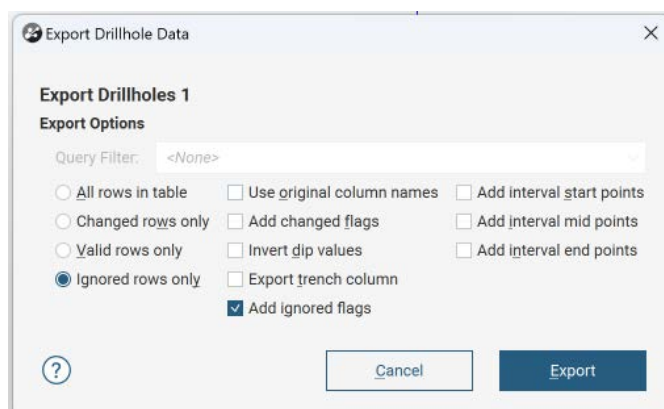 Export Drillhole Data
Export Drillholes 1
Export Options
Query Filter: <None>
All rows in table Use original column names Add interval start points
Changed rows only Add changed flags Add interval mid points
Valid rows only Invert dip values Add interval end points
Ignored rows only Export trench column
Add ignored flags
? Cancel Export